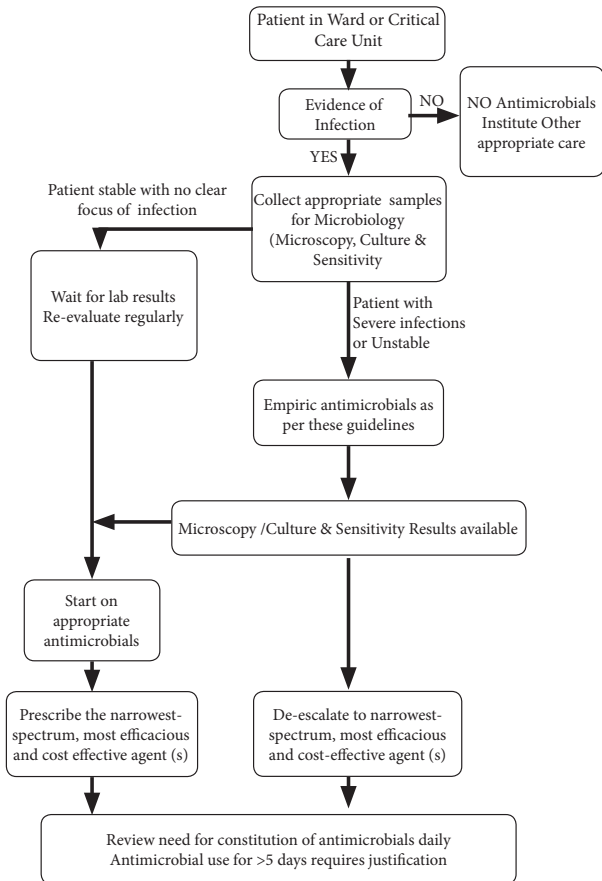 Patient in Ward or Critical
Care Unit
Evidence of
Infection
NO
NO Antimicrobials
Institute Other
appropriate care
YES
Patient stable with no clear
focus of infection
Collect appropriate samples
for Microbiology
(Microscopy, Culture &
Sensitivity
Wait for lab results
Re-evaluate regularly
Patient with
Severe infections
or Unstable
Empiric antimicrobials as
per these guidelines
Microscopy /Culture & Sensitivity Results available
Start on
appropriate
antimicrobials
Prescribe the narrowest-
spectrum, most efficacious
and cost effective agent (s)
De-escalate to narrowest-
spectrum, most efficacious
and cost-effective agent (s)
Review need for constitution of antimicrobials daily
Antimicrobial use for >5 days requires justification